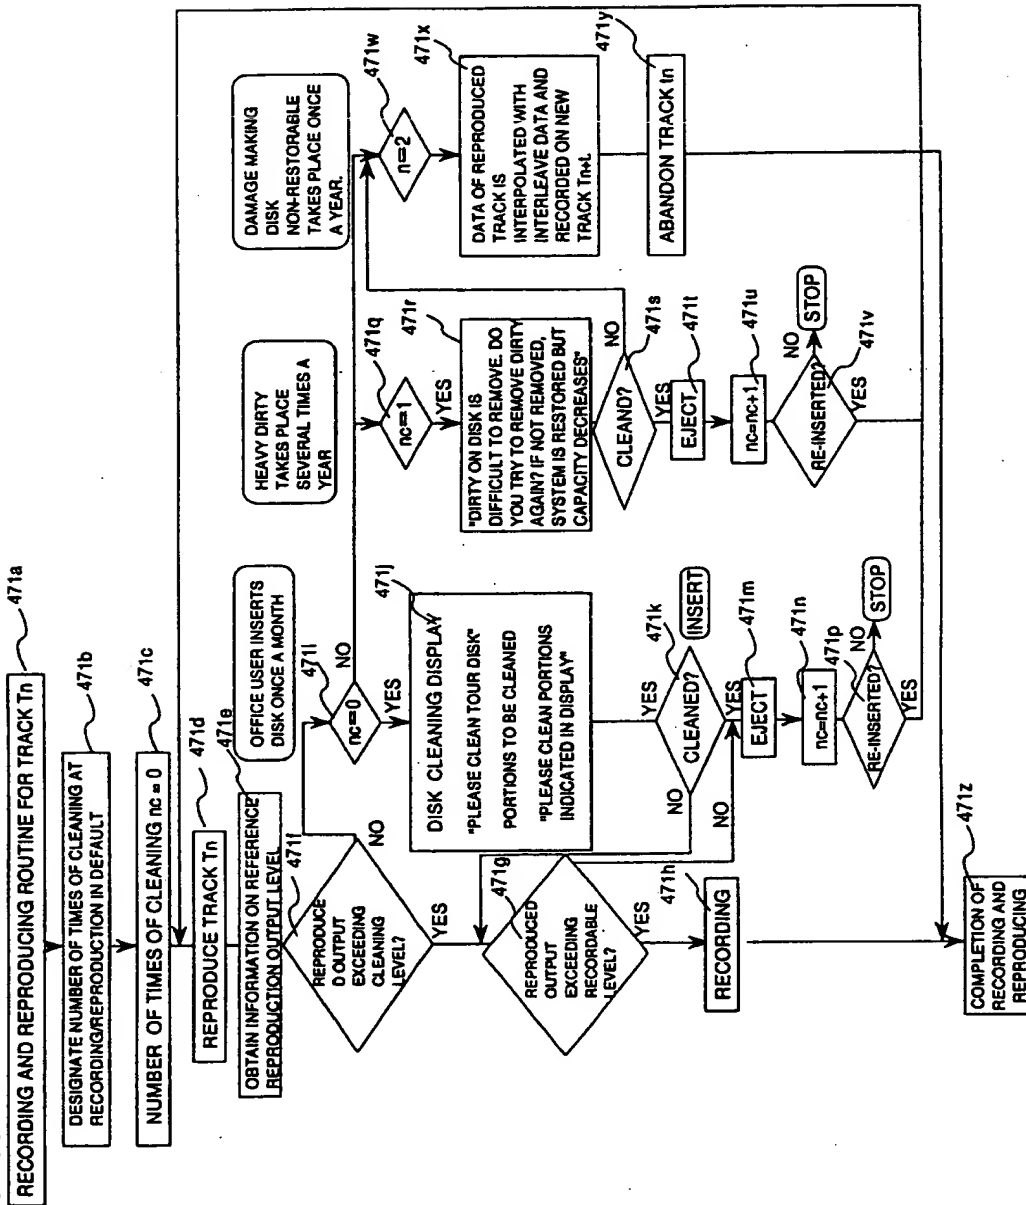 RECORDING AND REPRODUCING ROUTINE FOR TRACK Tn
471a
DESIGNATE NUMBER OF TIMES OF CLEANING AT
RECORDING/REPRODUCTION IN DEFAULT
471b
NUMBER OF TIMES OF CLEANING nc = 0
471c
REPRODUCE TRACK Tn
471d
OBTAIN INFORMATION ON REFERENCE
REPRODUCTION OUTPUT LEVEL
471e
REPRODUCE
D OUTPUT
EXCEEDING
CLEANING
LEVEL?
471f
NO
YES
REPRODUCED
OUTPUT
EXCEEDING
RECORDABLE
LEVEL?
471g
NO
YES
RECORDING
471h
OFFICE USER INSERTS
DISK ONCE A MONTH
nc=0
471i
NO
YES
DISK CLEANING DISPLAY
"PLEASE CLEAN TOUR DISK"
PORTIONS TO BE CLEANED
"PLEASE CLEAN PORTIONS
INDICATED IN DISPLAY"
471j
YES
CLEANED?
471k
INSERT
NO
YES
EJECT
471m
nc=nc+1
471n
RE-INSERTED?
471p
NO
STOP
YES
HEAVY DIRTY
TAKES PLACE
SEVERAL TIMES A
YEAR
nc=1
471q
YES
"DIRTY ON DISK IS
DIFFICULT TO REMOVE. DO
YOU TRY TO REMOVE DIRTY
AGAIN? IF NOT REMOVED,
SYSTEM IS RESTORED BUT
CAPACITY DECREASES"
471r
CLEAND?
471s
NO
YES
EJECT
471t
nc=nc+1
471u
RE-INSERTED?
471v
NO
STOP
YES
DAMAGE MAKING
DISK
NON-RESTORABLE
TAKES PLACE ONCE
A YEAR.
n=2
471w
DATA OF REPRODUCED
TRACK IS
INTERPOLATED WITH
INTERLEAVE DATA AND
RECORDED ON NEW
TRACK Tn+L
471x
ABANDON TRACK tn
471y
COMPLETION OF
RECORDING AND
REPRODUCING
471z